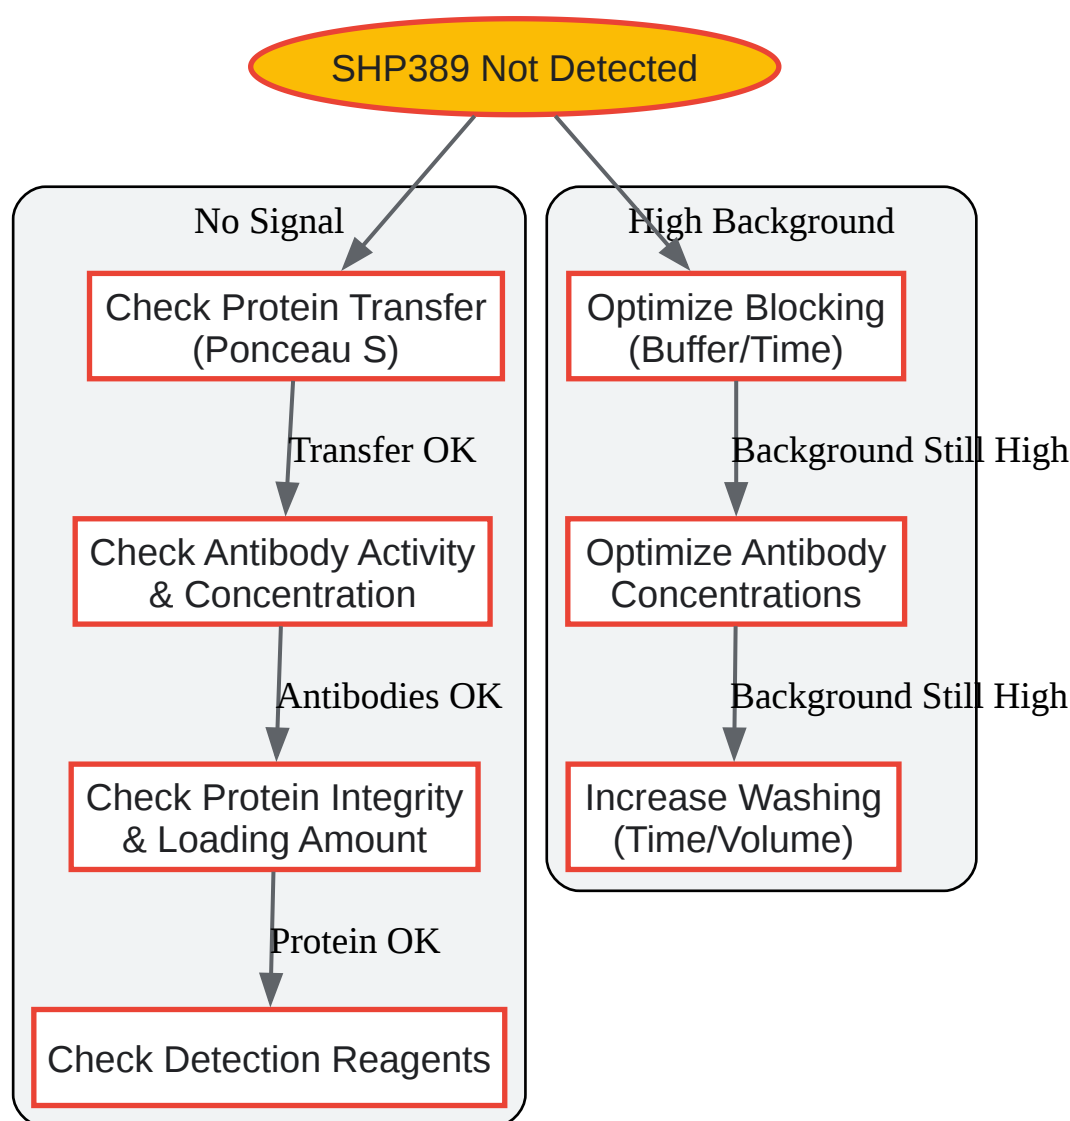 SHP389 Not Detected
No Signal
Check Protein Transfer
(Ponceau S)
Transfer OK
Check Antibody Activity
& Concentration
Antibodies OK
Check Protein Integrity
& Loading Amount
Protein OK
Check Detection Reagents
High Background
Optimize Blocking
(Buffer/Time)
Background Still High
Optimize Antibody
Concentrations
Background Still High
Increase Washing
(Time/Volume)